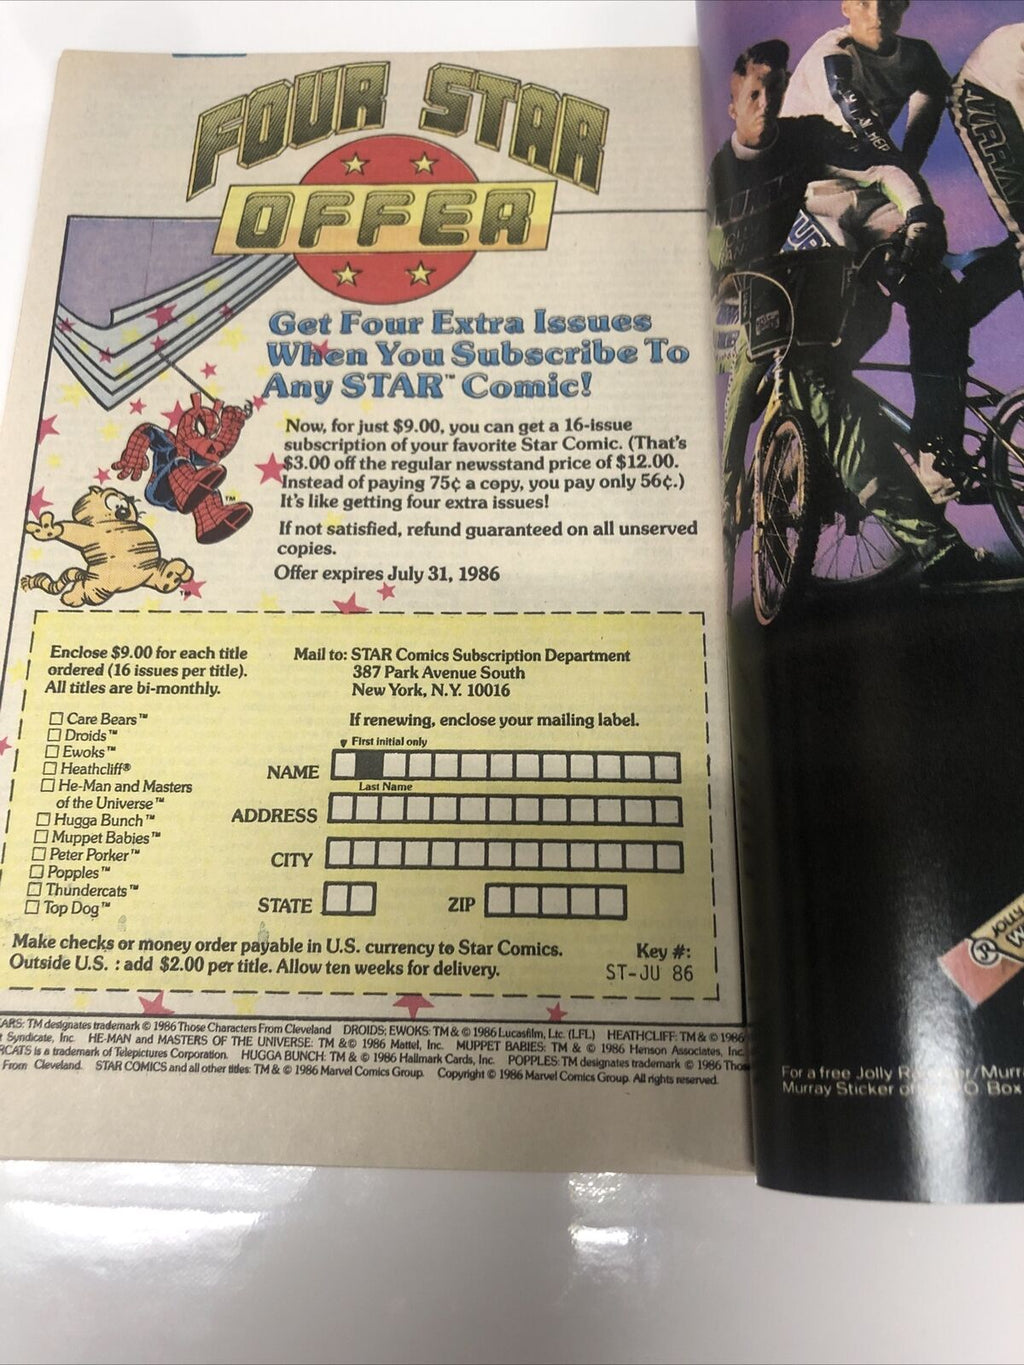 FOUR STAR
OFFER
Get Four Extra Issues
When You Subscribe To
Any STAR™ Comic!
Now, for just $9.00, you can get a 16-issue
subscription of your favorite Star Comic. (That's
$3.00 off the regular newsstand price of $12.00.
Instead of paying 75¢ a copy, you pay only 56¢.)
It's like getting four extra issues!
If not satisfied, refund guaranteed on all unserved
copies.
Offer expires July 31, 1986
TM
TM
Enclose $9.00 for each title
ordered (16 issues per title).
All titles are bi-monthly.
Care Bears™
Droids™
Ewoks™
Heathcliff®
He-Man and Masters
of the Universe™
Hugga Bunch™
Muppet Babies™
Peter Porker™
Popples™
Thundercats™
Top Dog™
Mail to: STAR Comics Subscription Department
387 Park Avenue South
New York, N.Y. 10016
If renewing, enclose your mailing label.
First initial only
NAME
Last Name
ADDRESS
CITY
STATE ZIP
Make checks or money order payable in U.S. currency to Star Comics.
Outside U.S. : add $2.00 per title. Allow ten weeks for delivery.
Key #:
ST-JU 86
EARS: TM designates trademark © 1986 Those Characters From Cleveland DROIDS; EWOKS: TM & © 1986 Lucasfilm, Ltd. (LFL) HEATHCLIFF: TM & © 1986
Syndicate, Inc. HE-MAN and MASTERS OF THE UNIVERSE: TM & © 1986 Mattel, Inc. MUPPET BABIES: TM & © 1986 Henson Associates, Inc.
RCATS is a trademark of Telepictures Corporation. HUGGA BUNCH: TM & © 1986 Hallmark Cards, Inc. POPPLES: TM designates trademark © 1986 Thos
From Cleveland. STAR COMICS and all other titles: TM & © 1986 Marvel Comics Group. Copyright © 1986 Marvel Comics Group. All rights reserved.
JR JOLLY
For a free Jolly
Murray Sticker O. Box